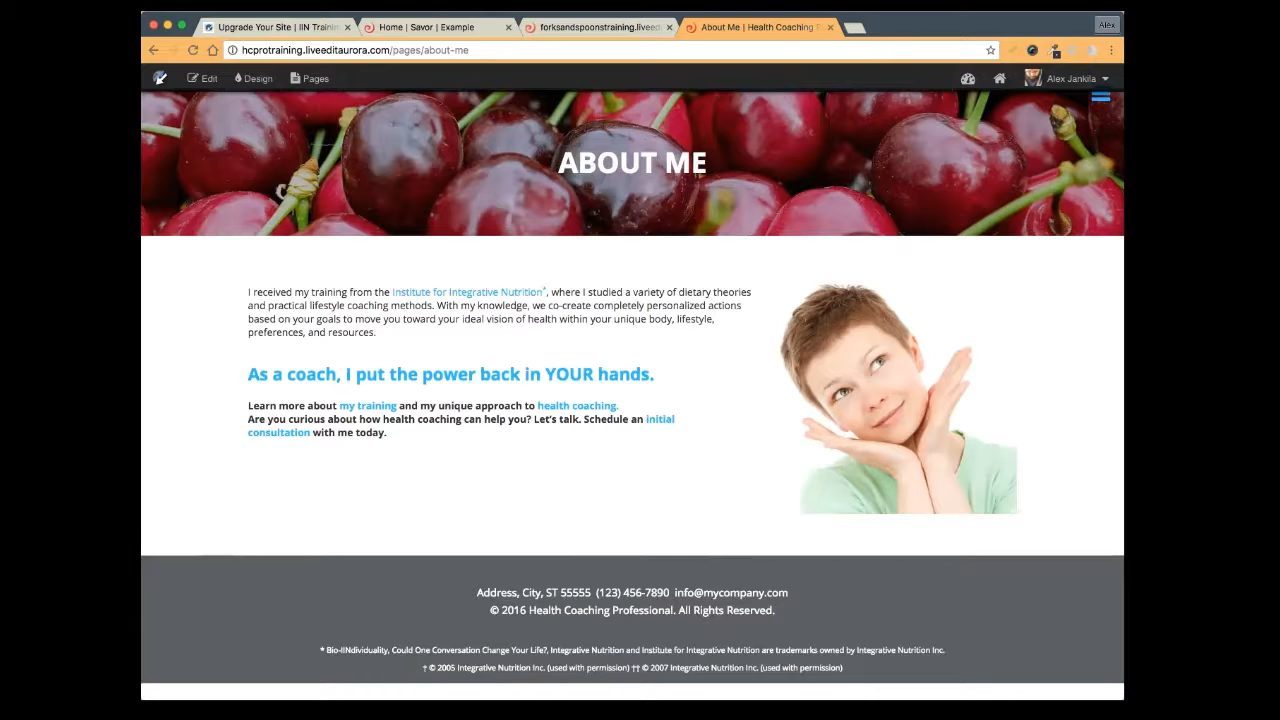 Upgrade Your Site | IIN Trainin
Home | Savor | Example
forksandspoonstraining.liveed
About Me | Health Coaching P
Alex
hcprotraining.liveeditaurora.com/pages/about-me
Edit
Design
Pages
Alex Jankila
ABOUT ME
I received my training from the Institute for Integrative Nutrition*, where I studied a variety of dietary theories
and practical lifestyle coaching methods. With my knowledge, we co-create completely personalized actions
based on your goals to move you toward your ideal vision of health within your unique body, lifestyle,
preferences, and resources.
As a coach, I put the power back in YOUR hands.
Learn more about my training and my unique approach to health coaching.
Are you curious about how health coaching can help you? Let's talk. Schedule an initial
consultation with me today.
Address, City, ST 55555 (123) 456-7890 info@mycompany.com
© 2016 Health Coaching Professional. All Rights Reserved.
* Bio-IINdividuality, Could One Conversation Change Your Life?, Integrative Nutrition and Institute for Integrative Nutrition are trademarks owned by Integrative Nutrition Inc.
† © 2005 Integrative Nutrition Inc. (used with permission) †† © 2007 Integrative Nutrition Inc. (used with permission)